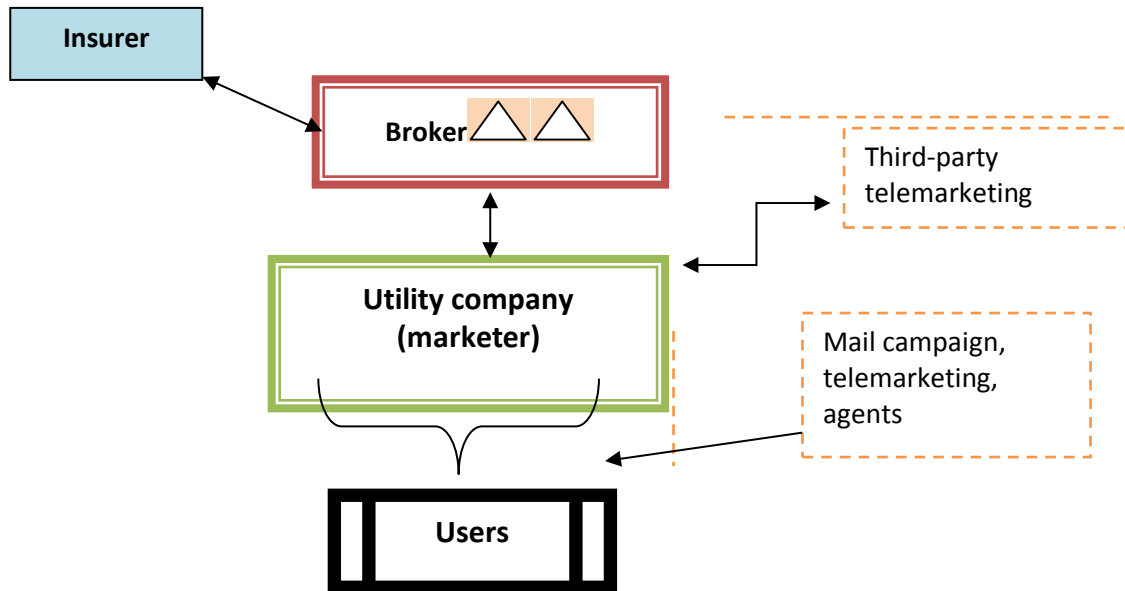 Insurer
Broker
Third-party
telemarketing
Utility company
(marketer)
Mail campaign,
telemarketing,
agents
Users